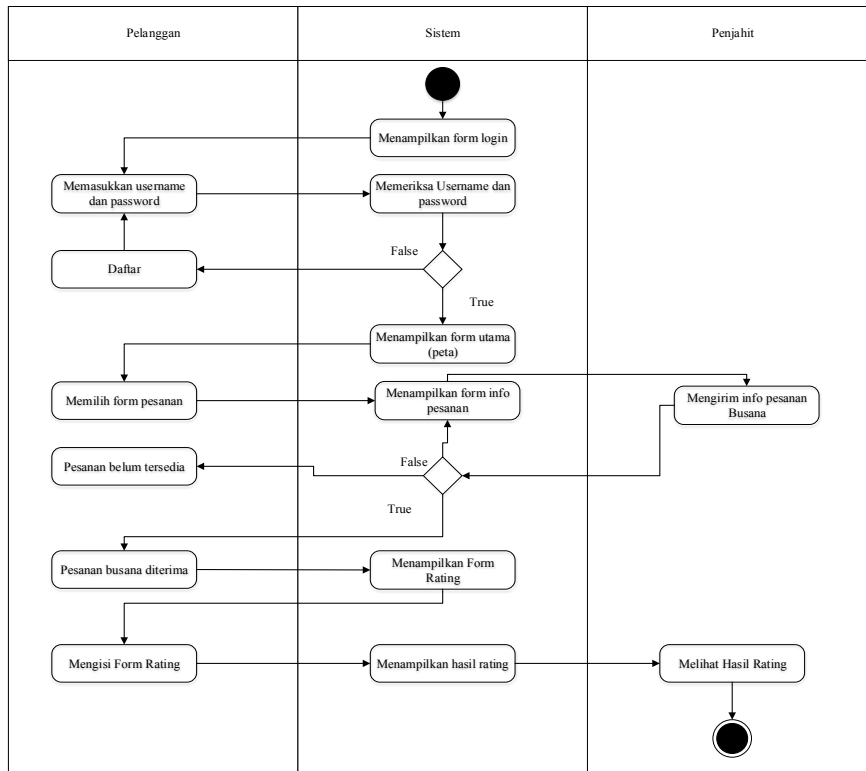 Pelanggan
Sistem
Penjahit
Menampilkan form login
Memasukkan username
dan password
Memeriksa Username dan
password
False
Daftar
True
Menampilkan form utama
(peta)
Memilih form pesanan
Menampilkan form info
pesanan
Mengirim info pesanan
Busana
False
Pesanan belum tersedia
True
Pesanan busana diterima
Menampilkan Form
Rating
Mengisi Form Rating
Menampilkan hasil rating
Melihat Hasil Rating